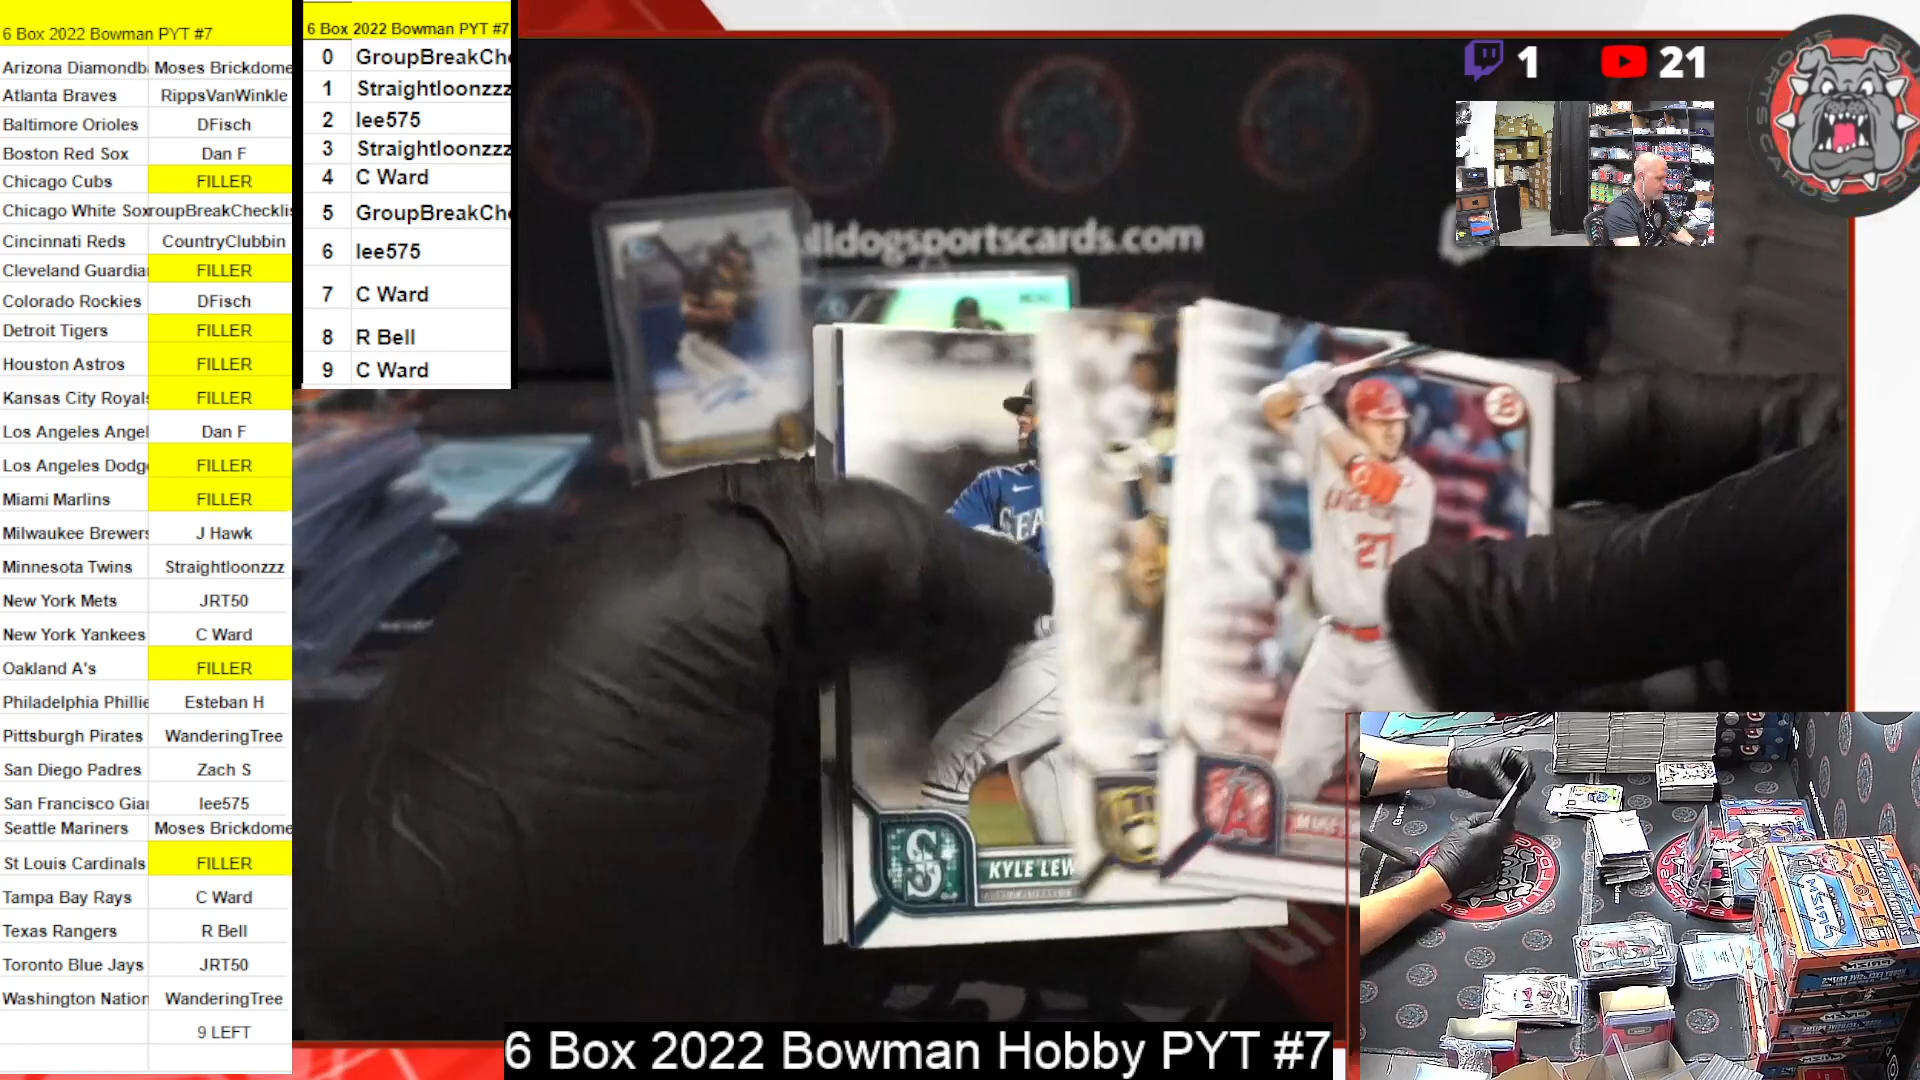 6 Box 2022 Bowman PYT #7
Arizona Diamondb Moses Brickdome
Atlanta Braves RippsVanWinkle
Baltimore Orioles DFisch
Boston Red Sox Dan F
Chicago Cubs FILLER
Chicago White Sox roupBreakChecklis
Cincinnati Reds CountryClubbin
Cleveland Guardia FILLER
Colorado Rockies DFisch
Detroit Tigers FILLER
Houston Astros FILLER
Kansas City Royals FILLER
Los Angeles Angel Dan F
Los Angeles Dodg FILLER
Miami Marlins FILLER
Milwaukee Brewers J Hawk
Minnesota Twins Straightloonzzz
New York Mets JRT50
New York Yankees C Ward
Oakland A's FILLER
Philadelphia Phillie Esteban H
Pittsburgh Pirates WanderingTree
San Diego Padres Zach S
San Francisco Gia lee575
Seattle Mariners Moses Brickdome
St Louis Cardinals FILLER
Tampa Bay Rays C Ward
Texas Rangers R Bell
Toronto Blue Jays JRT50
Washington Nation WanderingTree
9 LEFT
6 Box 2022 Bowman PYT #7
0 GroupBreakChe
1 Straightloonzzz
2 lee575
3 Straightloonzzz
4 C Ward
5 GroupBreakChe
6 lee575
7 C Ward
8 R Bell
9 C Ward
1 21
lldogsportscards.com
27
SEA
KYLE LEW
6 Box 2022 Bowman Hobby PYT #7